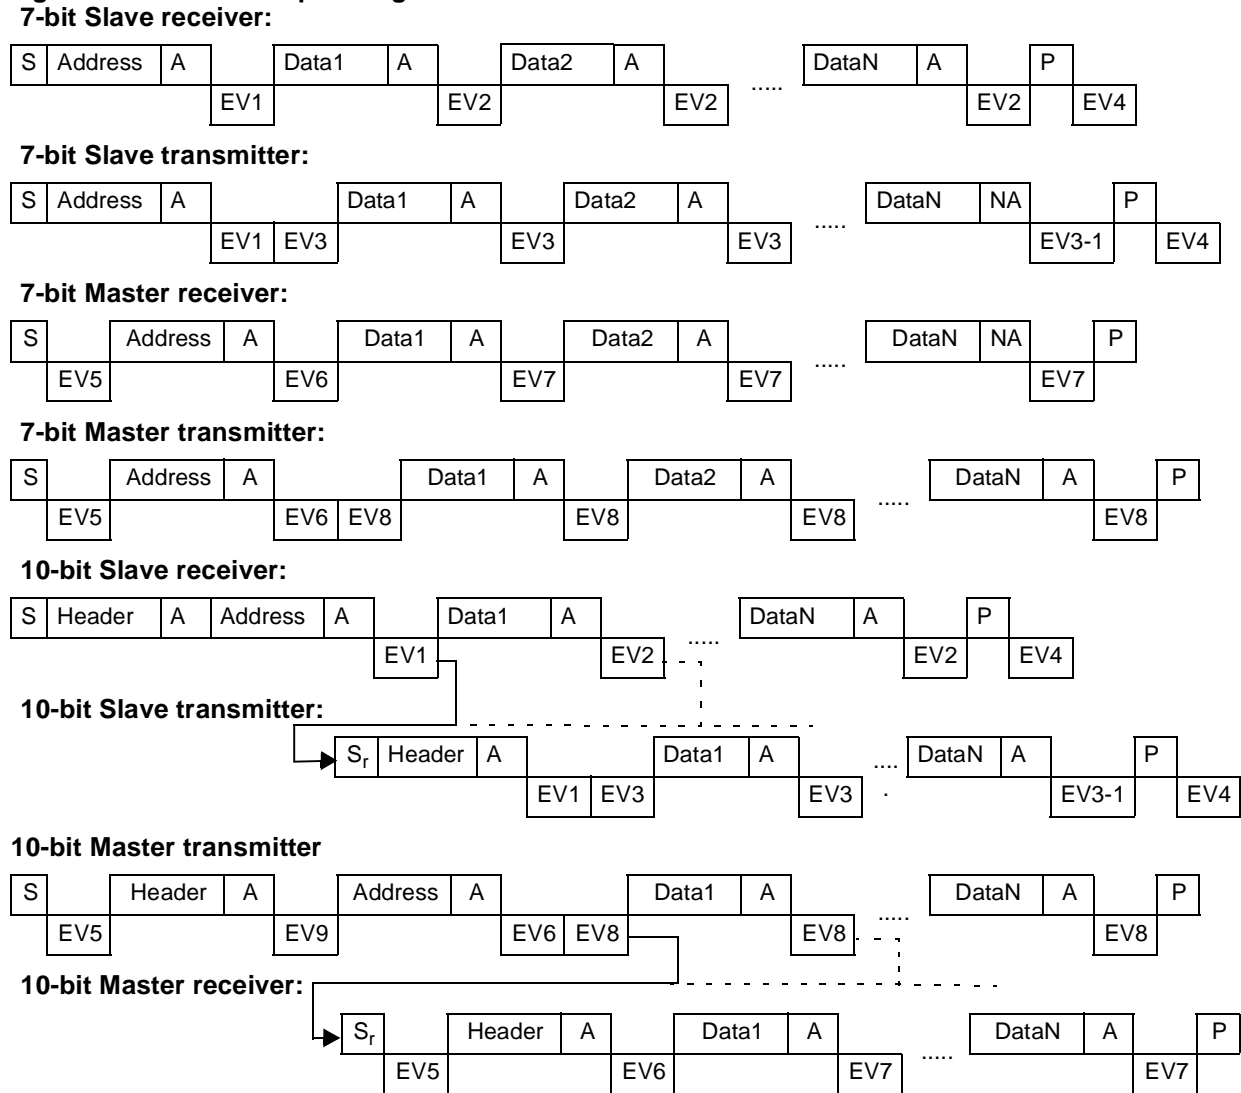 7-bit Slave receiver:
S Address A Data1 A Data2 A DataN A P
EV1 EV2 EV2 ..... EV2 EV4
7-bit Slave transmitter:
S Address A Data1 A Data2 A DataN NA P
EV1 EV3 EV3 EV3 ..... EV3-1 EV4
7-bit Master receiver:
S Address A Data1 A Data2 A DataN NA P
EV5 EV6 EV7 EV7 ..... EV7
7-bit Master transmitter:
S Address A Data1 A Data2 A DataN A P
EV5 EV6 EV8 EV8 EV8 ..... EV8
10-bit Slave receiver:
S Header A Address A Data1 A DataN A P
EV1 EV2 ..... EV2 EV4
10-bit Slave transmitter:
Sr Header A Data1 A .... DataN A P
EV1 EV3 EV3 . EV3-1 EV4
10-bit Master transmitter
S Header A Address A Data1 A DataN A P
EV5 EV9 EV6 EV8 EV8 ..... EV8
10-bit Master receiver:
Sr Header A Data1 A DataN A P
EV5 EV6 EV7 ..... EV7